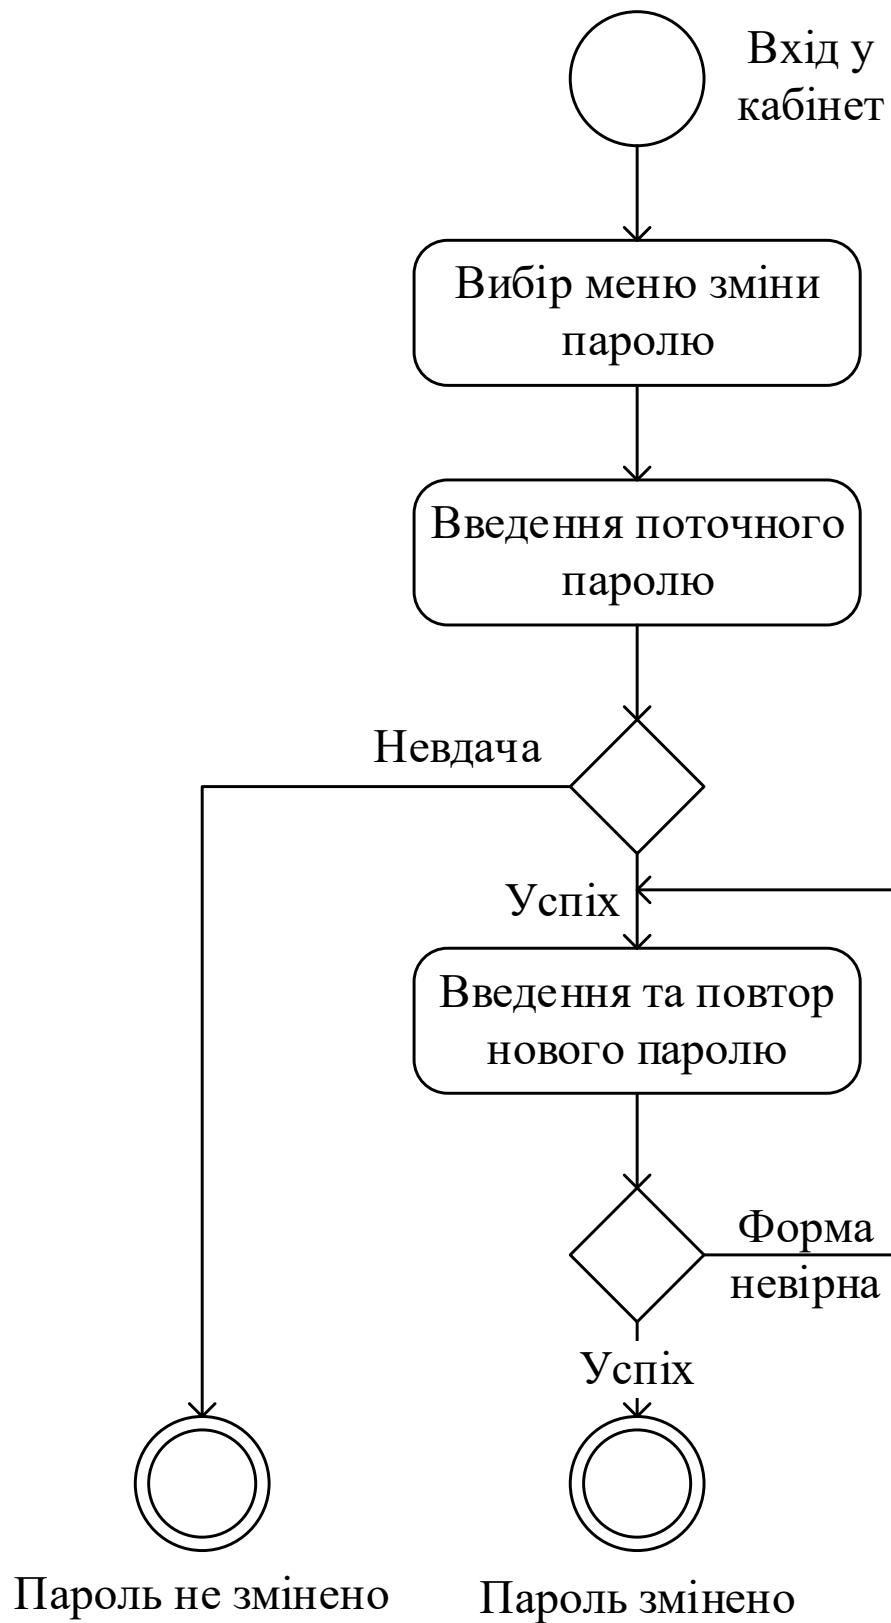 Вхід у
кабінет
Вибір меню зміни
паролю
Введення поточного
паролю
Невдача
Успіх
Введення та повтор
нового паролю
Форма
невірна
Успіх
Пароль не змінено
Пароль змінено